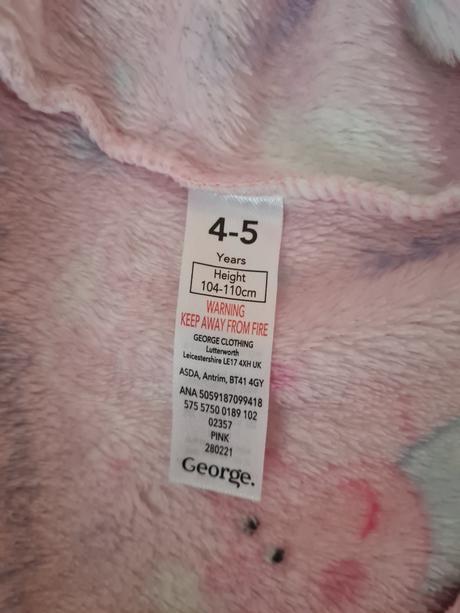 4-5
Years
Height
104-110cm
WARNING
KEEP AWAY FROM FIRE
GEORGE CLOTHING
Lutterworth
Leicestershire LE17 4XH UK
ASDA, Antrim, BT41 4GY
ANA 5059187099418
575 5750 0189 102
02357
PINK
280221
George.